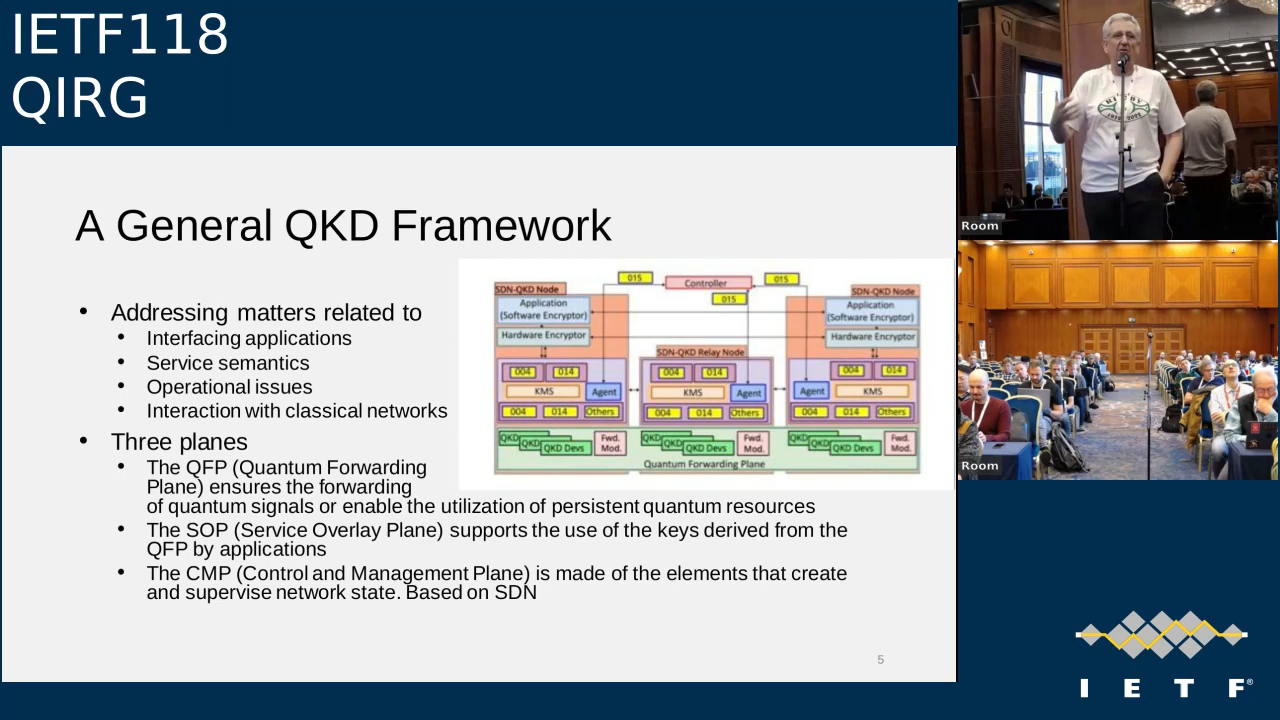 IETF118
QIRG
A General QKD Framework
• Addressing matters related to
• Interfacing applications
• Service semantics
• Operational issues
• Interaction with classical networks
• Three planes
• The QFP (Quantum Forwarding
Plane) ensures the forwarding
of quantum signals or enable the utilization of persistent quantum resources
• The SOP (Service Overlay Plane) supports the use of the keys derived from the
QFP by applications
• The CMP (Control and Management Plane) is made of the elements that create
and supervise network state. Based on SDN
015 Controller 015
015
SDN-QKD Node SDN-QKD Node
Application
(Software Encryptor)
Application
(Software Encryptor)
Hardware Encryptor Hardware Encryptor
SDN-QKD Relay Node
004 014 004 014 004 014
KMS Agent KMS Agent Agent KMS
004 014 Others 004 014 Others 004 014 Others
QKD QKD QKD Devs Fwd.
Mod.
QKD QKD QKD Devs Fwd.
Mod.
QKD QKD QKD Devs Fwd.
Mod.
Quantum Forwarding Plane
5
Room
Room
I E T F®